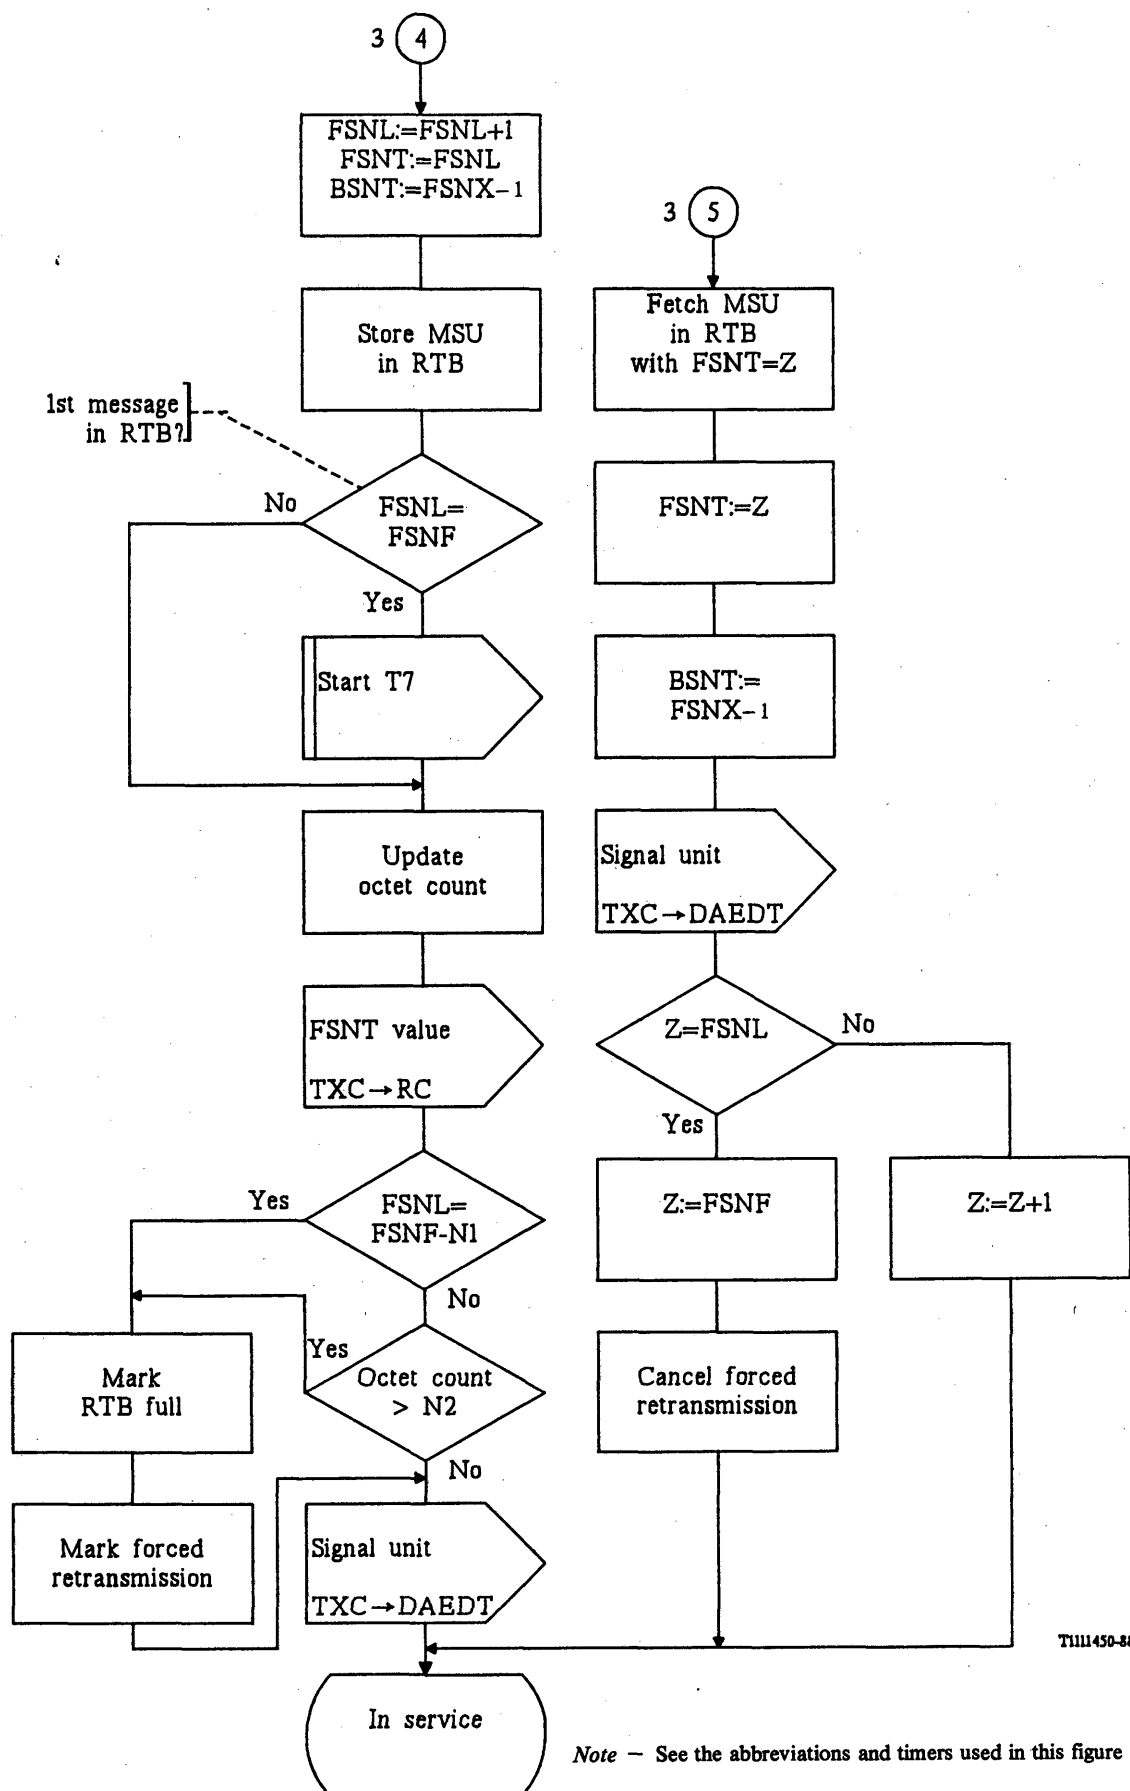 3 4
FSNL:=FSNL+1
FSNT:=FSNL
BSNT:=FSNX-1
Store MSU
in RTB
1st message
in RTB?
FSNL=
FSNF
No
Yes
Start T7
Update
octet count
FSNT value
TXC→RC
FSNL=
FSNF-N1
Yes
No
Octet count
> N2
Yes
No
Mark
RTB full
Mark forced
retransmission
Signal unit
TXC→DAEDT
In service
3 5
Fetch MSU
in RTB
with FSNT=Z
FSNT:=Z
BSNT:=
FSNX-1
Signal unit
TXC→DAEDT
Z=FSNL
No
Yes
Z:=FSNF
Z:=Z+1
Cancel forced
retransmission
T1111450-88
Note — See the abbreviations and timers used in this figure